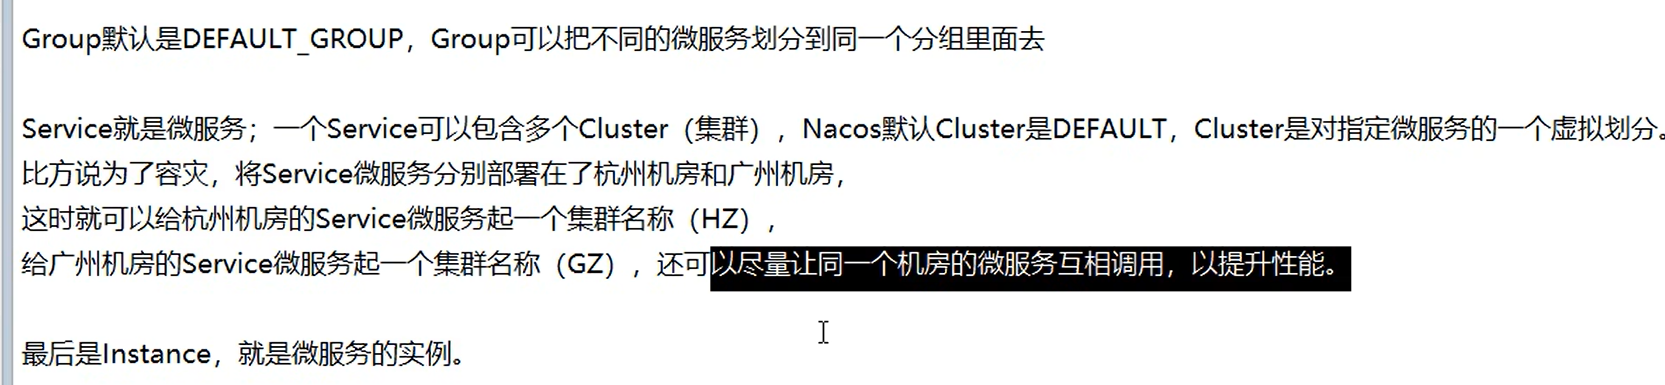 Group默认是DEFAULT_GROUP，Group可以把不同的微服务划分到同一个分组里面去
Service就是微服务；一个Service可以包含多个Cluster（集群），Nacos默认Cluster是DEFAULT，Cluster是对指定微服务的一个虚拟划分。
比方说为了容灾，将Service微服务分别部署在了杭州机房和广州机房，
这时就可以给杭州机房的Service微服务起一个集群名称（HZ），
给广州机房的Service微服务起一个集群名称（GZ），还可以尽量让同一个机房的微服务互相调用，以提升性能。
最后是Instance，就是微服务的实例。